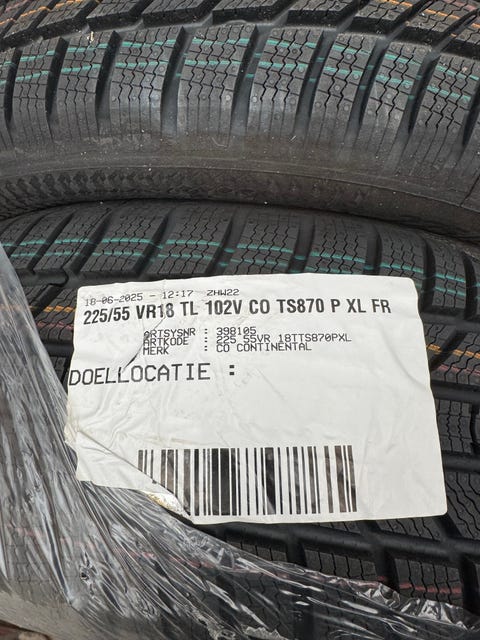 18-06-2025 - 12:17 ZHW22
225/55 VR18 TL 102V CO TS870 P XL FR
ARTSYSNR : 398105
ARTKODE : 225 55VR 18TTS870PXL
MERK : CO CONTINENTAL
DOELLOCATIE :